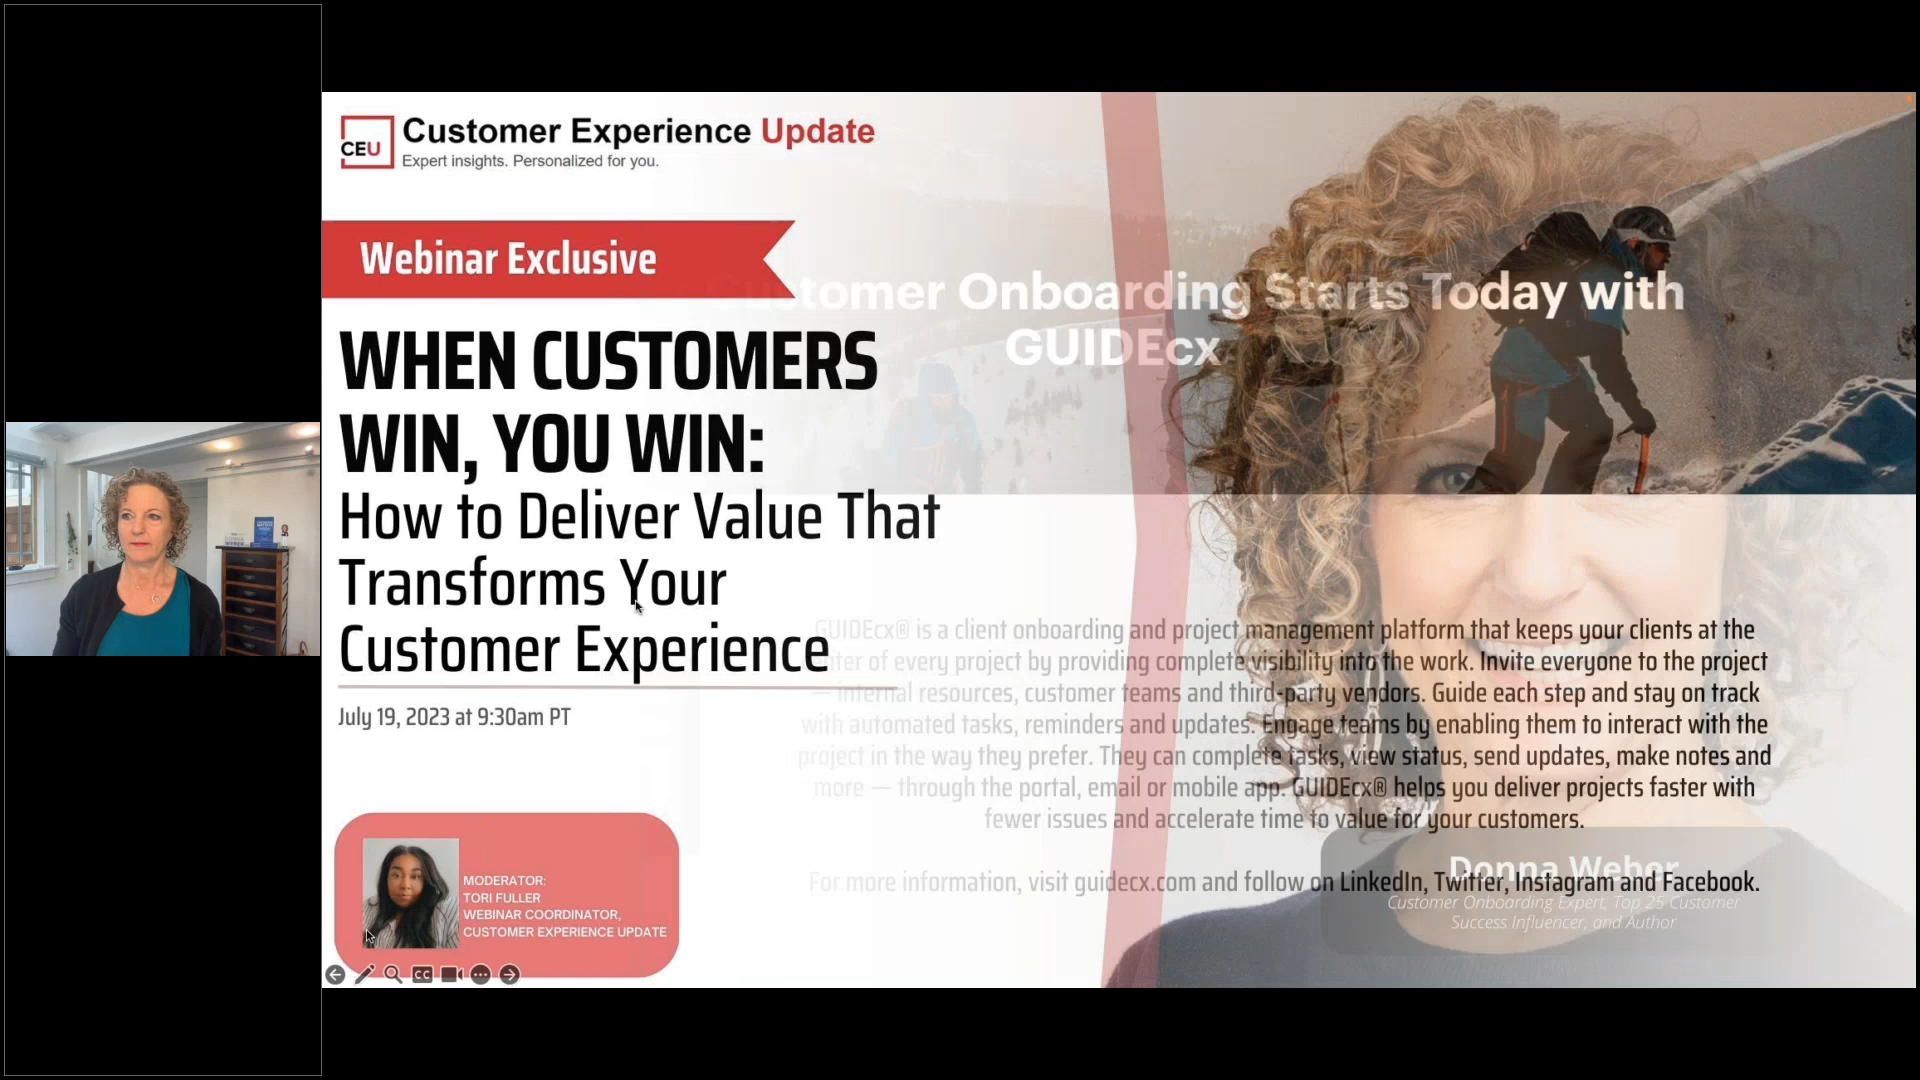 CEU
Customer Experience Update
Expert insights. Personalized for you.
Webinar Exclusive
Customer Onboarding Starts Today with
GUIDEcx
WHEN CUSTOMERS
WIN, YOU WIN:
How to Deliver Value That
Transforms Your
Customer Experience
July 19, 2023 at 9:30am PT
GUIDEcx® is a client onboarding and project management platform that keeps your clients at the
of every project by providing complete visibility into the work. Invite everyone to the project
— internal resources, customer teams and third-party vendors. Guide each step and stay on track
with automated tasks, reminders and updates. Engage teams by enabling them to interact with the
project in the way they prefer. They can complete tasks, view status, send updates, make notes and
more — through the portal, email or mobile app. GUIDEcx® helps you deliver projects faster with
fewer issues and accelerate time to value for your customers.
For more information, visit guidecx.com and follow on LinkedIn, Twitter, Instagram and Facebook.
Donna Weber
Customer Onboarding Expert, Top 25 Customer
Success Influencer, and Author
MODERATOR:
TORI FULLER
WEBINAR COORDINATOR,
CUSTOMER EXPERIENCE UPDATE
CC